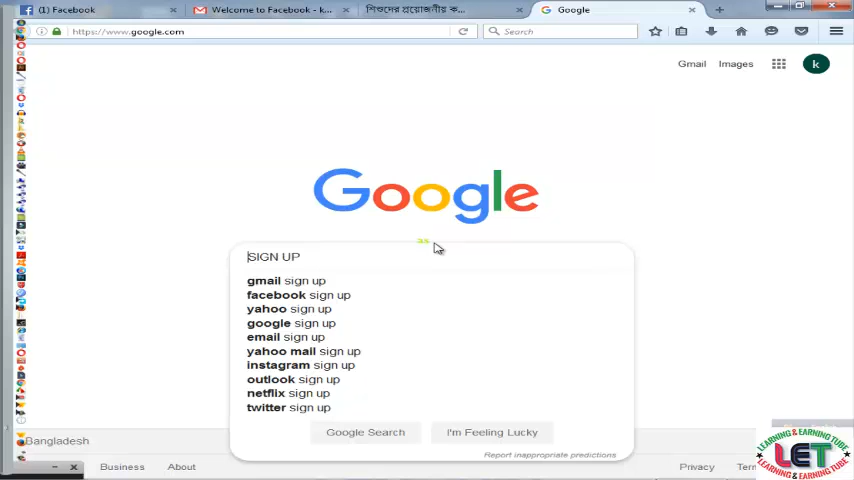 (1) Facebook
Welcome to Facebook - k...
শিশুদের প্রয়োজনীয় ক...
Google
https://www.google.com
Search
Gmail
Images
k
Google
SIGN UP
gmail sign up
facebook sign up
yahoo sign up
google sign up
email sign up
yahoo mail sign up
instagram sign up
outlook sign up
netflix sign up
twitter sign up
Google Search
I'm Feeling Lucky
Report inappropriate predictions
Bangladesh
Business
About
Privacy
LEARNING & EARNING TUBE
LET
LEARNING & EARNING TUBE